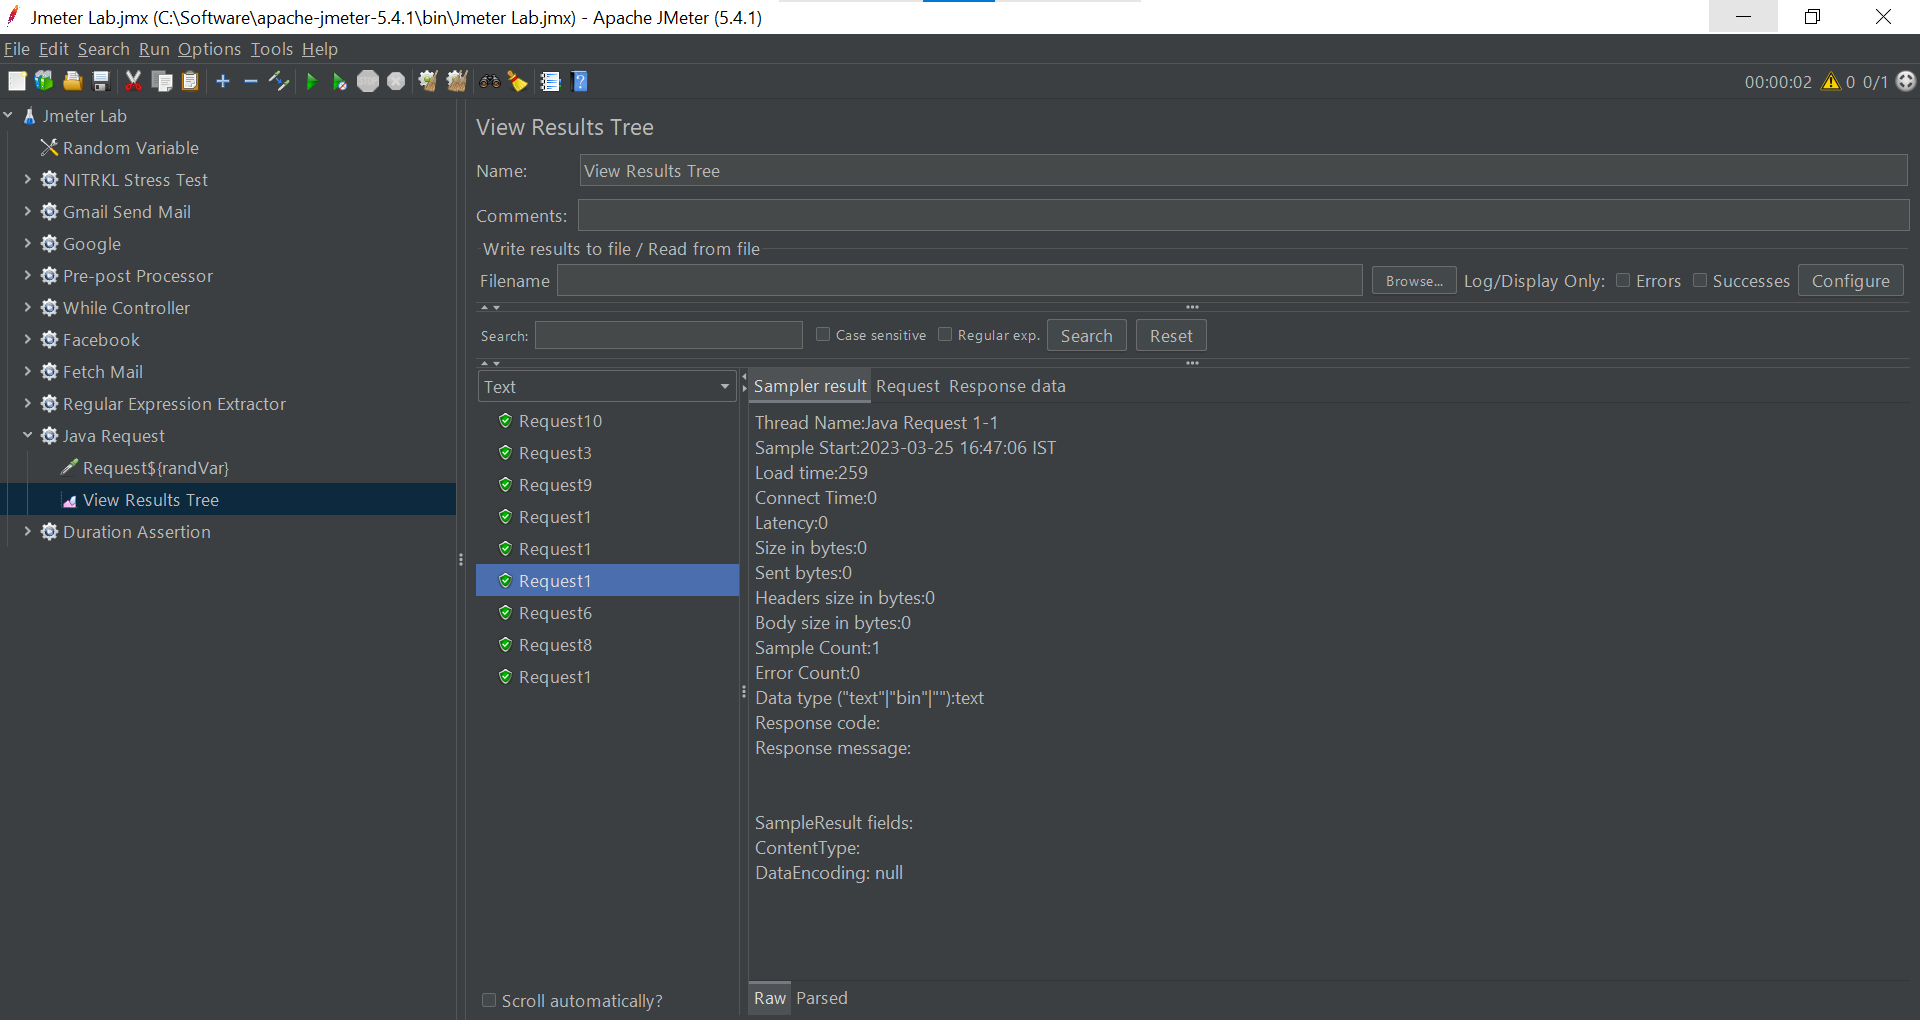 Jmeter Lab.jmx (C:\Software\apache-jmeter-5.4.1\bin\Jmeter Lab.jmx) - Apache JMeter (5.4.1)
File Edit Search Run Options Tools Help
00:00:02 0 0/1
Jmeter Lab
Random Variable
NITRKL Stress Test
Gmail Send Mail
Google
Pre-post Processor
While Controller
Facebook
Fetch Mail
Regular Expression Extractor
Java Request
Request${randVar}
View Results Tree
Duration Assertion
View Results Tree
Name: View Results Tree
Comments:
Write results to file / Read from file
Filename Browse... Log/Display Only: Errors Successes Configure
Search: Case sensitive Regular exp. Search Reset
Text
Request10
Request3
Request9
Request1
Request1
Request1
Request6
Request8
Request1
Scroll automatically?
Sampler result Request Response data
Thread Name:Java Request 1-1
Sample Start:2023-03-25 16:47:06 IST
Load time:259
Connect Time:0
Latency:0
Size in bytes:0
Sent bytes:0
Headers size in bytes:0
Body size in bytes:0
Sample Count:1
Error Count:0
Data type ("text"|"bin"|""):text
Response code:
Response message:
SampleResult fields:
ContentType:
DataEncoding: null
Raw Parsed